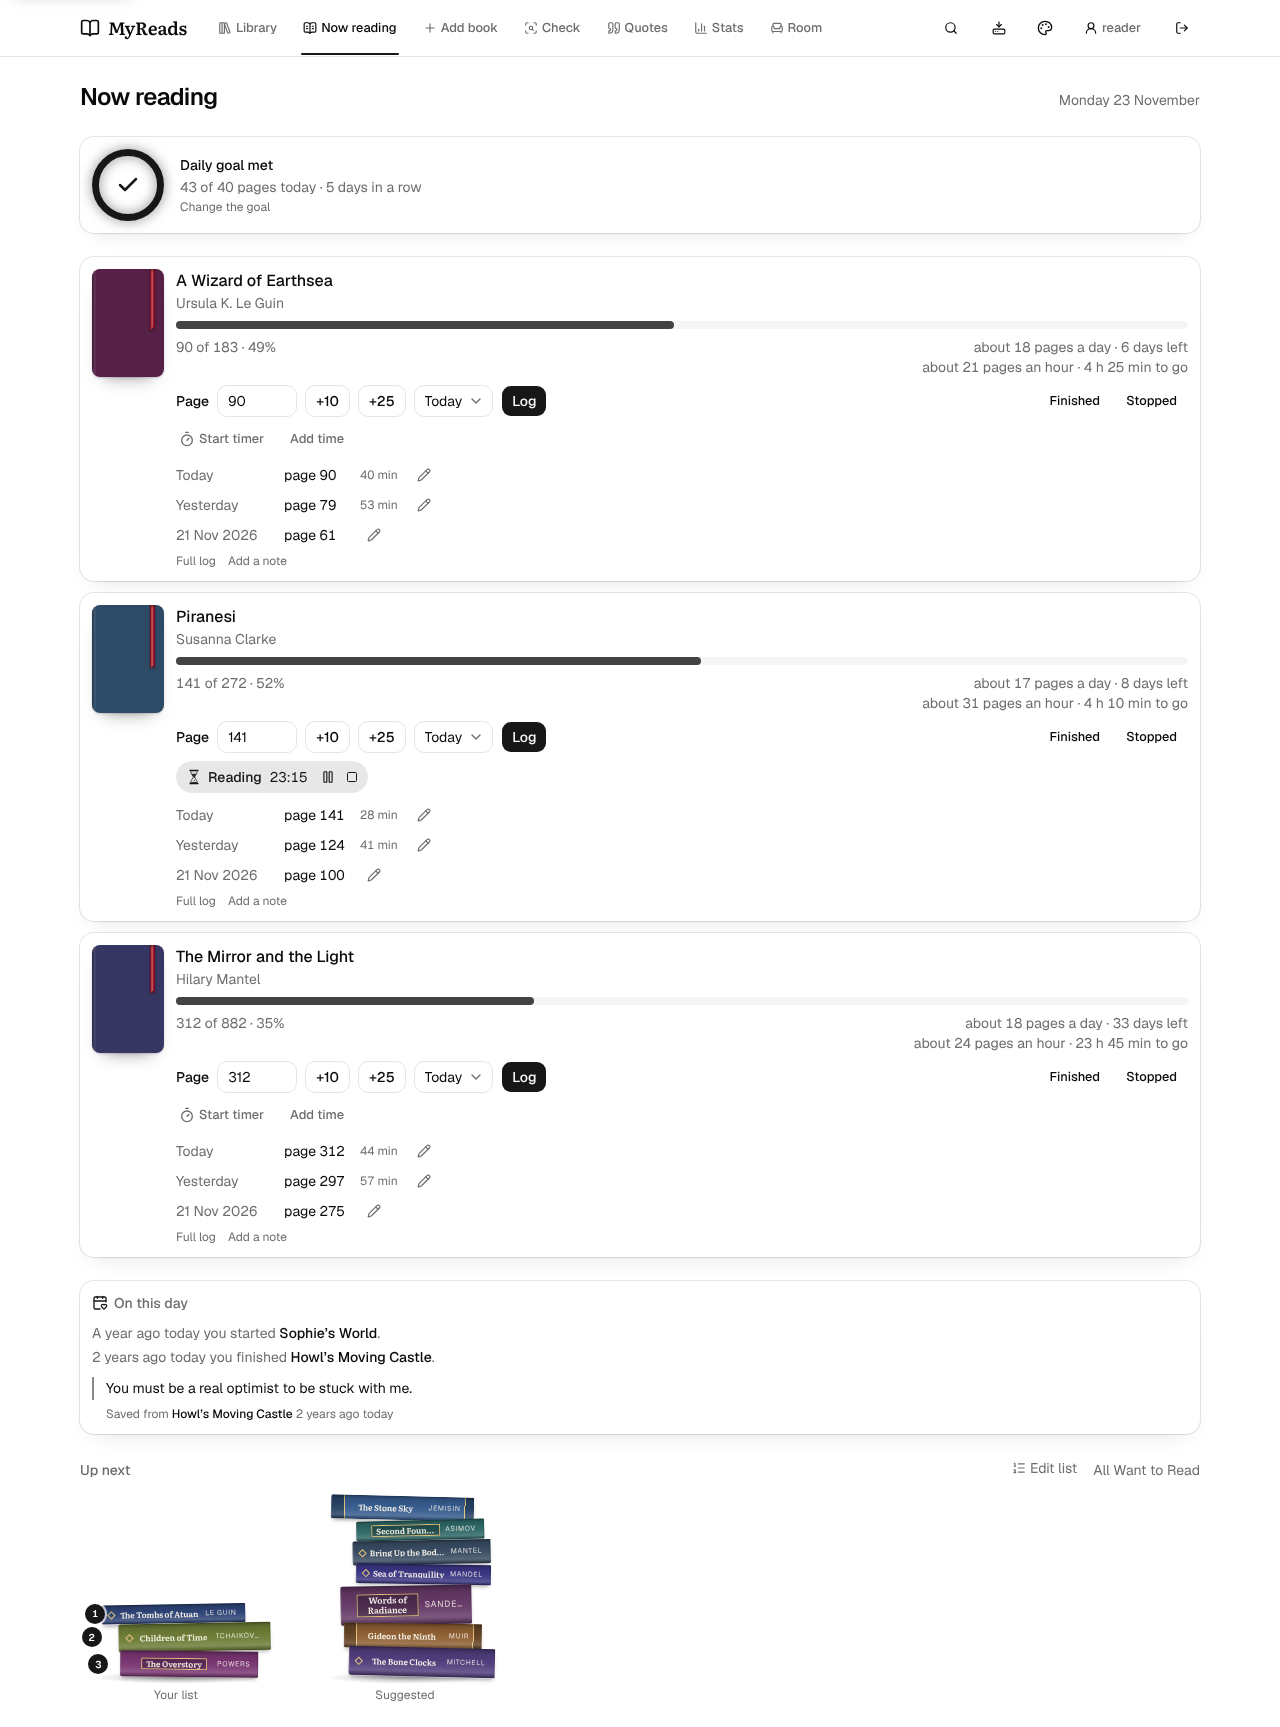 MyReads Library Now reading Add book Check Quotes Stats Room reader
Now reading Monday 23 November
Daily goal met
43 of 40 pages today · 5 days in a row
Change the goal
A Wizard of Earthsea
Ursula K. Le Guin
90 of 183 · 49% about 18 pages a day · 6 days left
about 21 pages an hour · 4 h 25 min to go
Page 90 +10 +25 Today Log Finished Stopped
Start timer Add time
Today page 90 40 min
Yesterday page 79 53 min
21 Nov 2026 page 61
Full log Add a note
Piranesi
Susanna Clarke
141 of 272 · 52% about 17 pages a day · 8 days left
about 31 pages an hour · 4 h 10 min to go
Page 141 +10 +25 Today Log Finished Stopped
Reading 23:15
Today page 141 28 min
Yesterday page 124 41 min
21 Nov 2026 page 100
Full log Add a note
The Mirror and the Light
Hilary Mantel
312 of 882 · 35% about 18 pages a day · 33 days left
about 24 pages an hour · 23 h 45 min to go
Page 312 +10 +25 Today Log Finished Stopped
Start timer Add time
Today page 312 44 min
Yesterday page 297 57 min
21 Nov 2026 page 275
Full log Add a note
On this day
A year ago today you started Sophie's World.
2 years ago today you finished Howl's Moving Castle.
You must be a real optimist to be stuck with me.
Saved from Howl's Moving Castle 2 years ago today
Up next Edit list All Want to Read
1 The Tombs of Atuan LE GUIN
2 Children of Time TCHAIKOV…
3 The Overstory POWERS
Your list
The Stone Sky JEMISIN
Second Foun… ASIMOV
Bring Up the Bod… MANTEL
Sea of Tranquility MANDEL
Words of
Radiance SANDE…
Gideon the Ninth MUIR
The Bone Clocks MITCHELL
Suggested